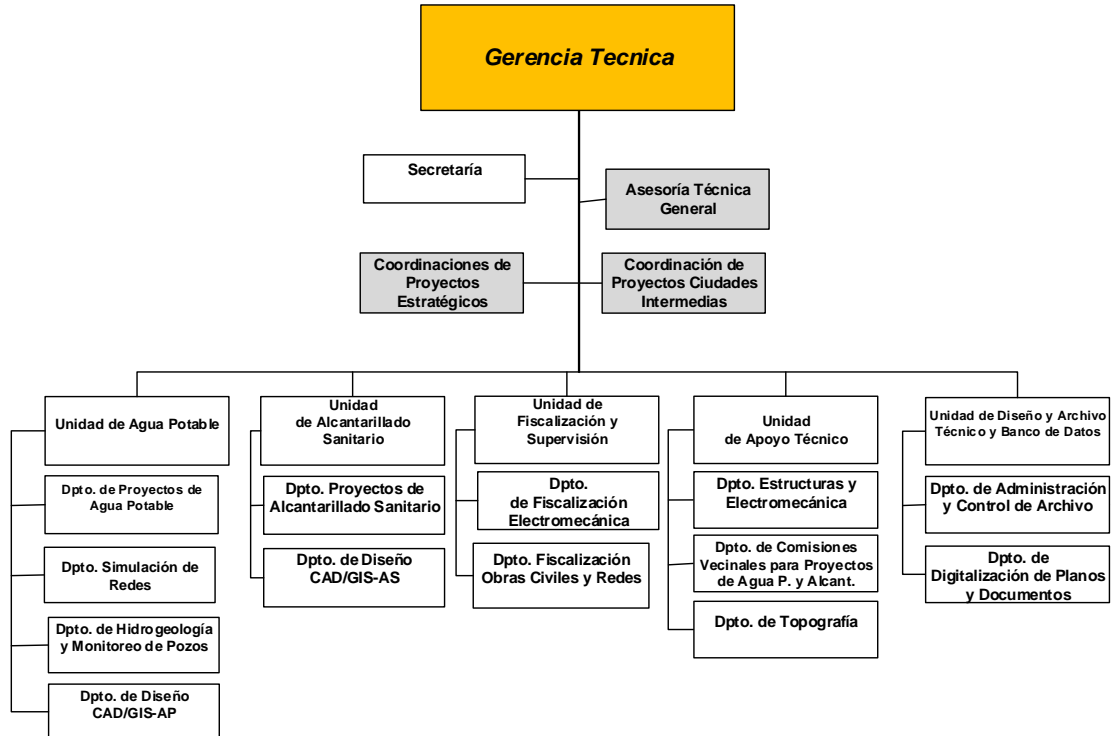 Gerencia Tecnica
Secretaría
Asesoría Técnica
General
Coordinaciones de
Proyectos
Estratégicos
Coordinación de
Proyectos Ciudades
Intermedias
Unidad de Agua Potable
Dpto. de Proyectos de
Agua Potable
Dpto. Simulación de
Redes
Dpto. de Hidrogeología
y Monitoreo de Pozos
Dpto. de Diseño
CAD/GIS-AP
Unidad
de Alcantarillado
Sanitario
Dpto. Proyectos de
Alcantarillado Sanitario
Dpto. de Diseño
CAD/GIS-AS
Unidad de
Fiscalización y
Supervisión
Dpto.
de Fiscalización
Electromecánica
Dpto. Fiscalización
Obras Civiles y Redes
Unidad
de Apoyo Técnico
Dpto. Estructuras y
Electromecánica
Dpto. de Comisiones
Vecinales para Proyectos
de Agua P. y Alcant.
Dpto. de Topografía
Unidad de Diseño y Archivo
Técnico y Banco de Datos
Dpto. de Administración
y Control de Archivo
Dpto. de
Digitalización de Planos
y Documentos